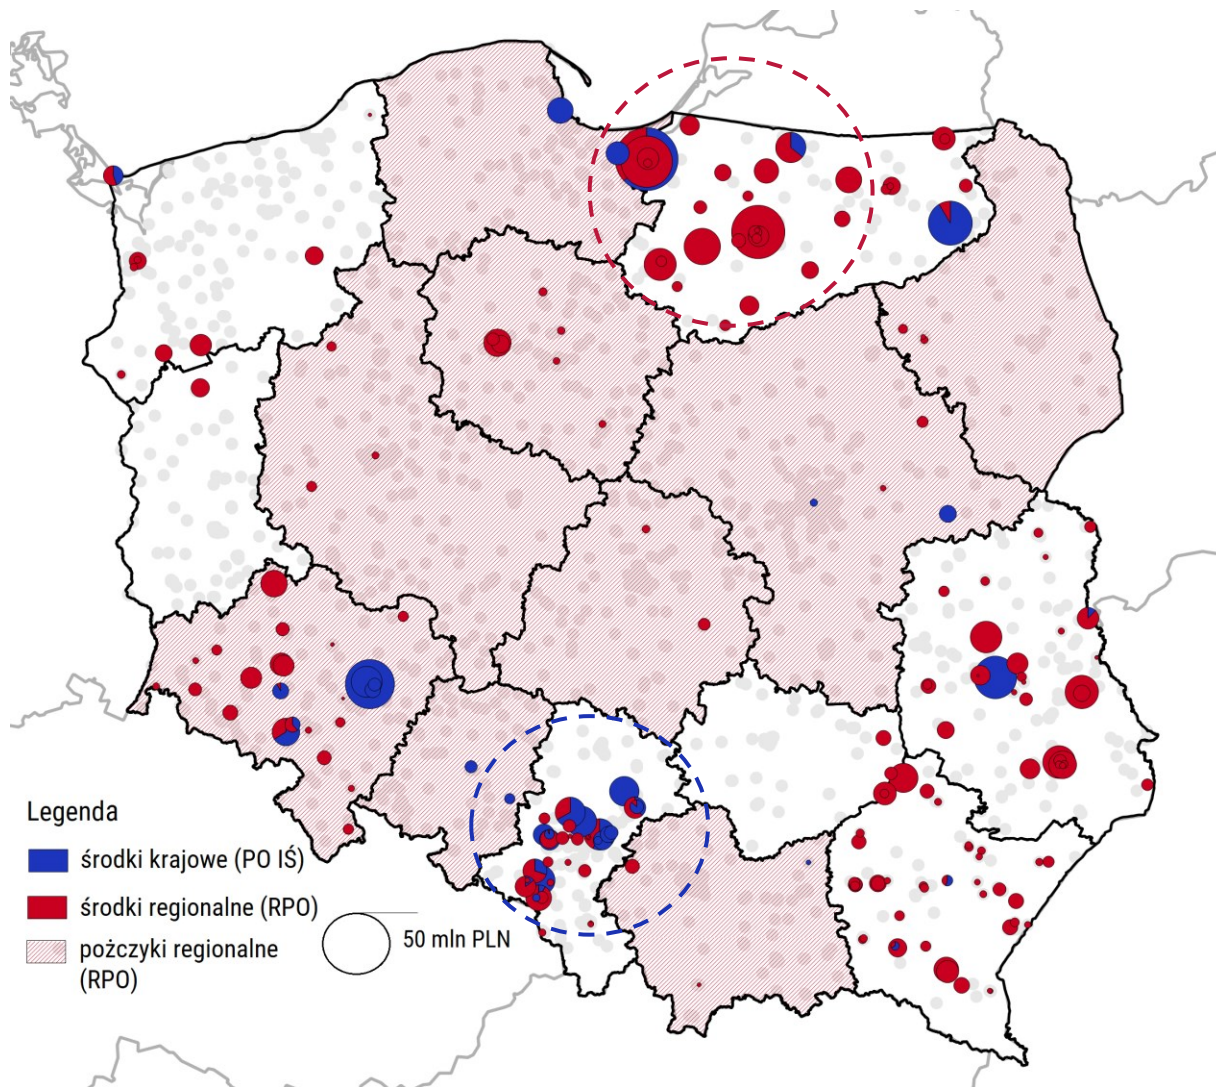 Legenda
środki krajowe (PO IŚ)
środki regionalne (RPO)
pożczyki regionalne
(RPO)
50 mln PLN